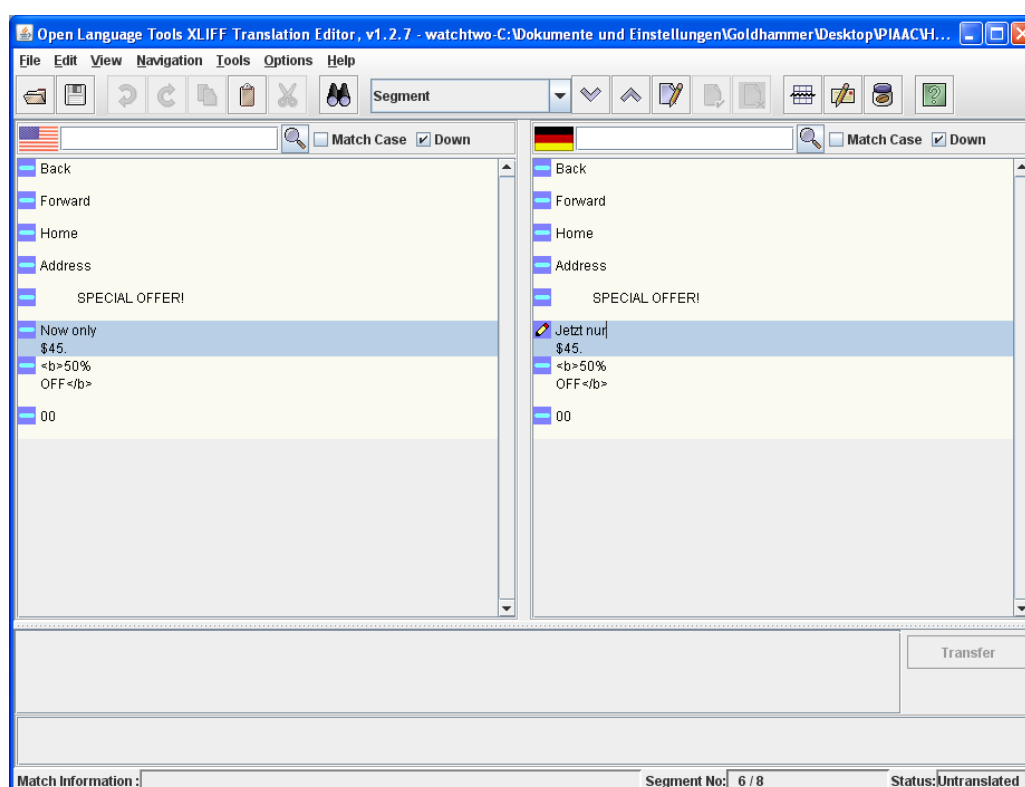 Open Language Tools XLIFF Translation Editor, v1.2.7 - watchtwo-C:\Dokumente und Einstellungen\Goldhammer\Desktop\PIAAC\H...
File Edit View Navigation Tools Options Help
Segment
Match Case Down
Match Case Down
Back
Forward
Home
Address
SPECIAL OFFER!
Now only
$45.
<b>50%
OFF</b>
00
Back
Forward
Home
Address
SPECIAL OFFER!
Jetzt nur
$45.
<b>50%
OFF</b>
00
Transfer
Match Information : Segment No: 6 / 8 Status: Untranslated